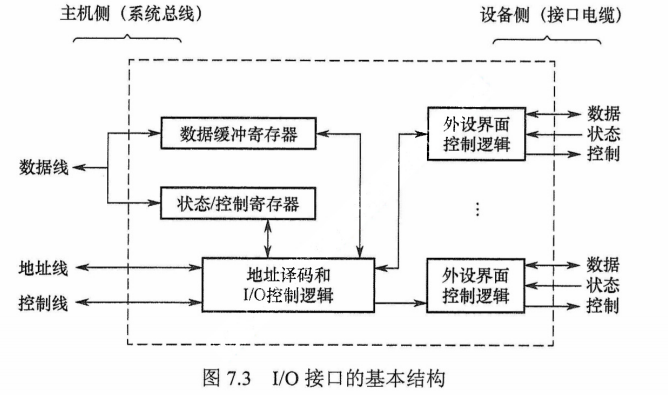 主机侧（系统总线）
设备侧（接口电缆）
数据缓冲寄存器
外设界面
控制逻辑
数据
状态
控制
数据线
状态/控制寄存器
⋮
地址线
控制线
地址译码和
I/O控制逻辑
外设界面
控制逻辑
数据
状态
控制
图 7.3 I/O 接口的基本结构